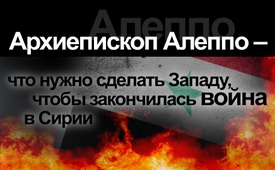 Алеппо
Архиепископ Алеппо –
что нужно сделать Западу,
чтобы закончилась война
в Сирии